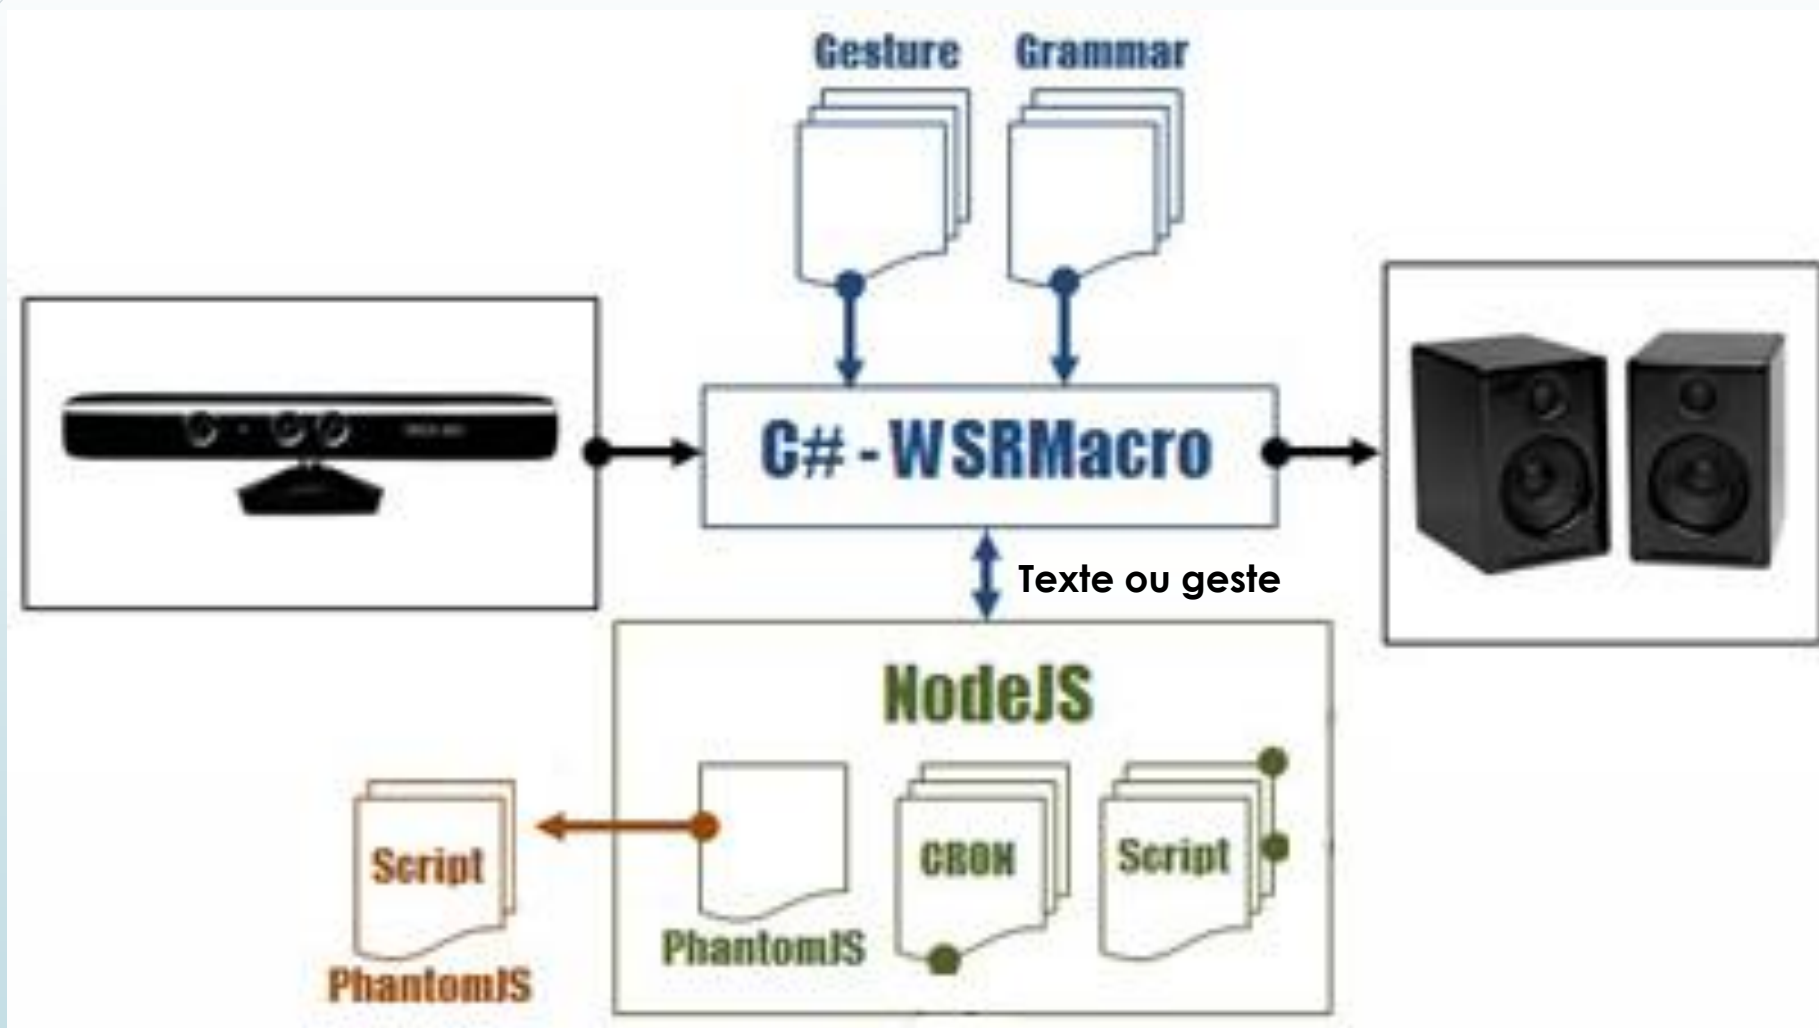 Gesture Grammar
C# - WSRMacro
Texte ou geste
NodeJS
Script
CRON
Script
PhantomJS
PhantomJS